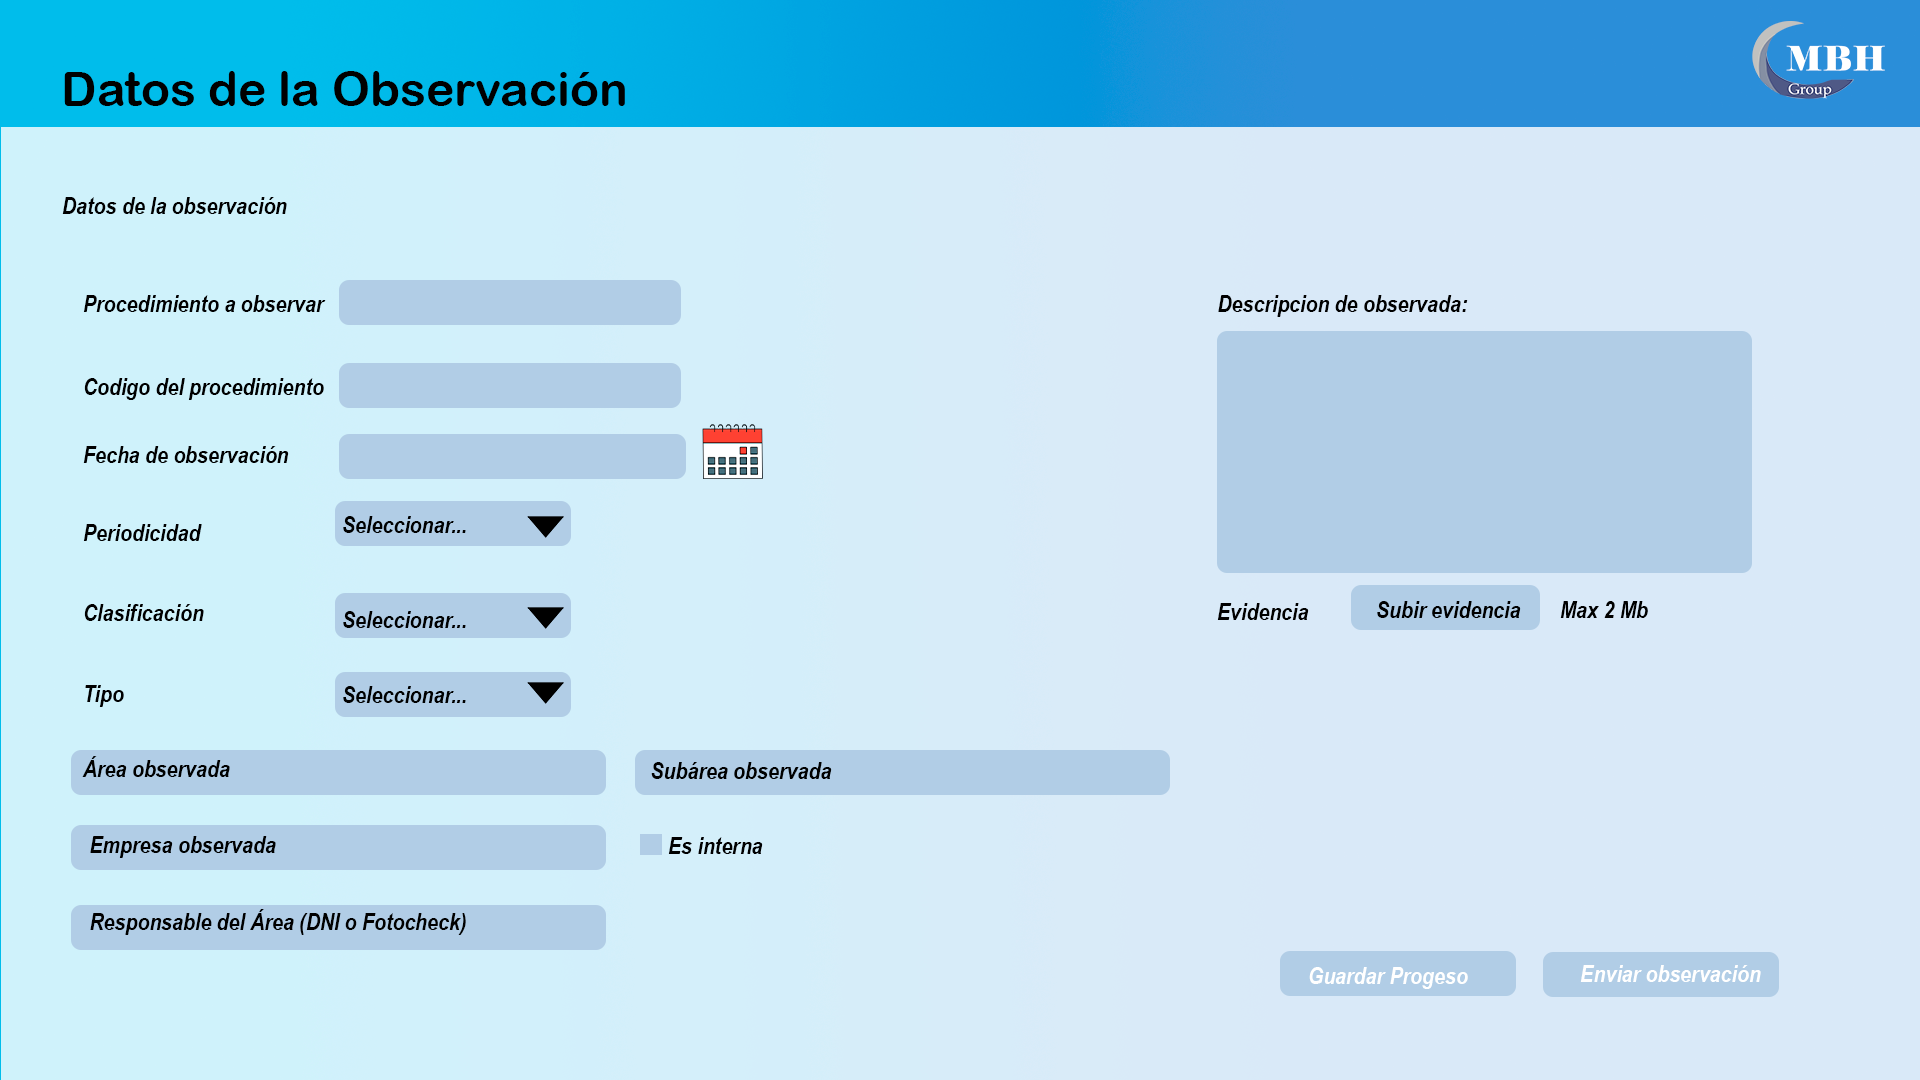 Datos de la Observación
MBH
Group
Datos de la observación
Procedimiento a observar
Codigo del procedimiento
Fecha de observación
Periodicidad
Seleccionar...
Clasificación
Seleccionar...
Tipo
Seleccionar...
Área observada
Subárea observada
Empresa observada
Es interna
Responsable del Área (DNI o Fotocheck)
Descripcion de observada:
Evidencia
Subir evidencia
Max 2 Mb
Guardar Progeso
Enviar observación